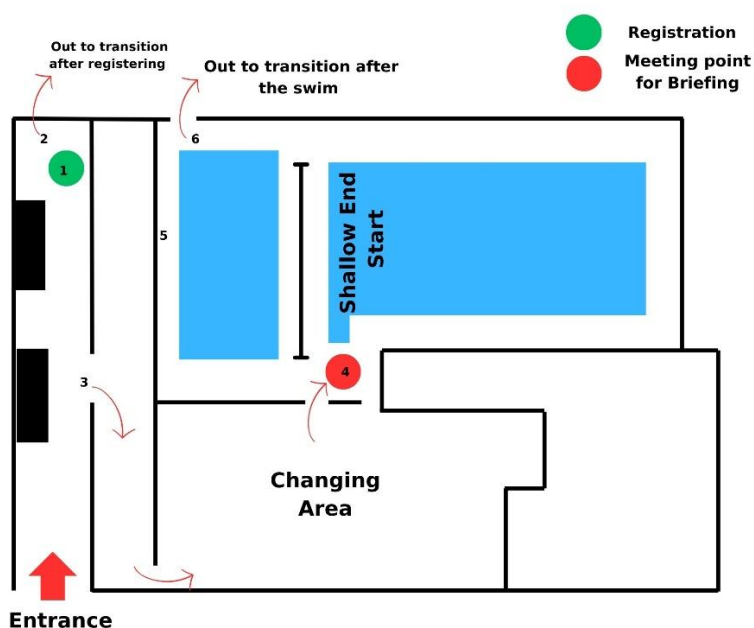 Out to transition
after registering
Out to transition after
the swim
Registration
Meeting point
for Briefing
2
6
1
5
Shallow End
Start
4
3
Changing
Area
Entrance